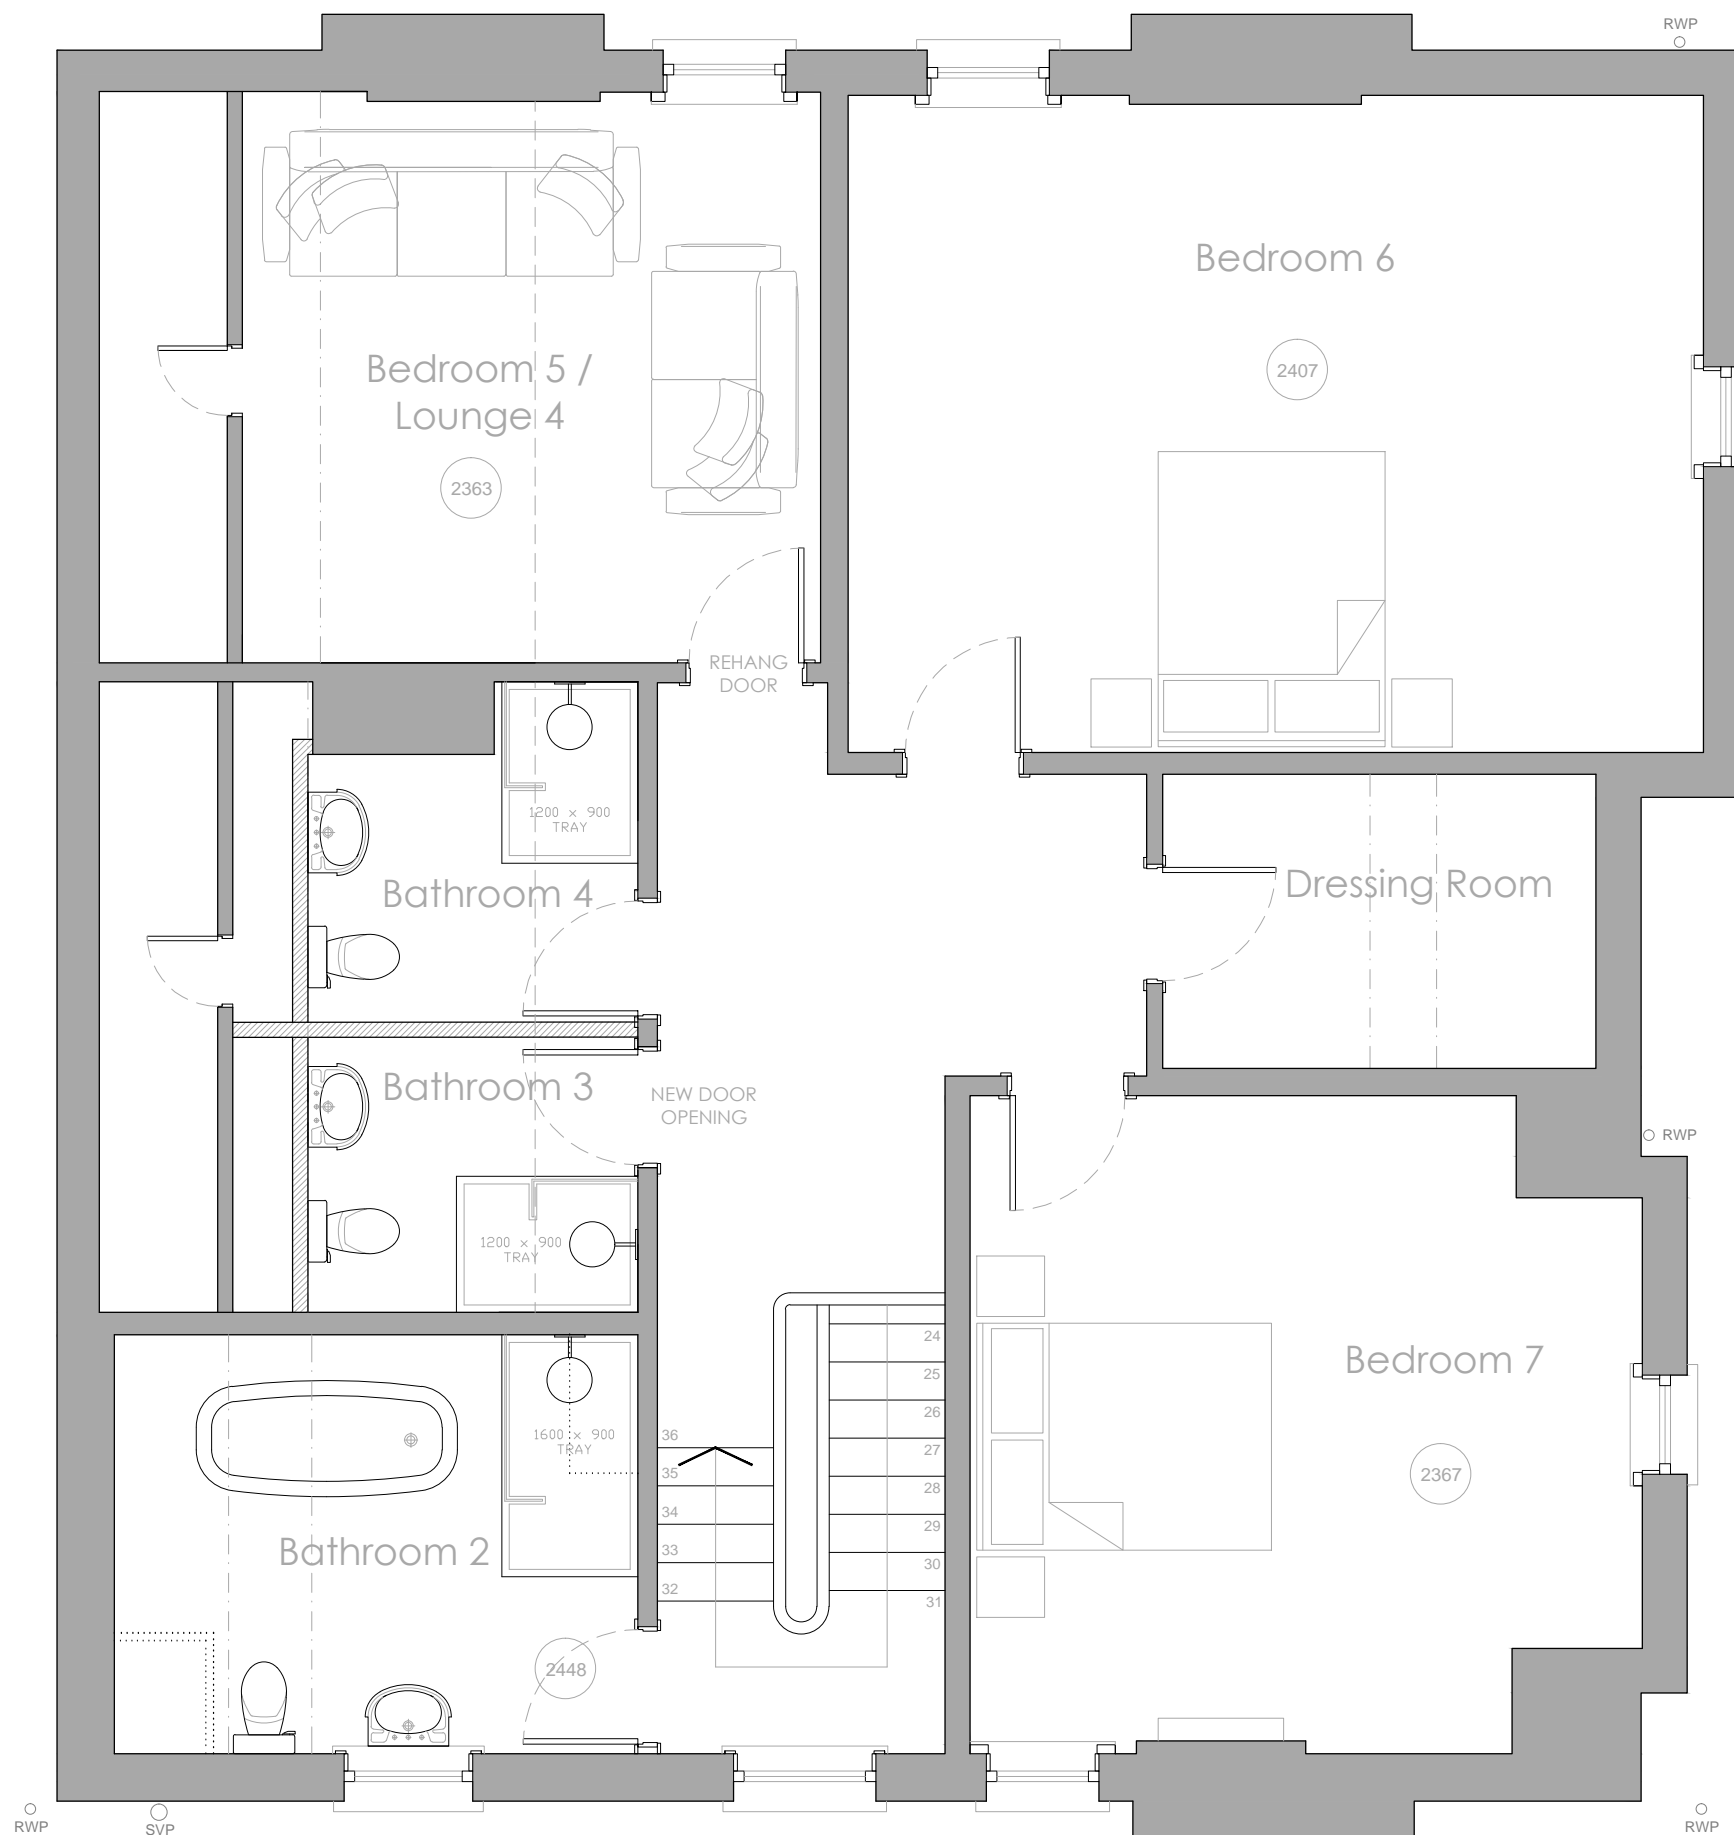 RWP
Bedroom 6
2407
Bedroom 5 /
Lounge 4
2363
REHANG
DOOR
1200 x 900
TRAY
Bathroom 4
Dressing Room
Bathroom 3
NEW DOOR
OPENING
RWP
1200 x 900
TRAY
24
25
26
27
28
29
30
31
36
35
34
33
32
Bedroom 7
2367
1600 x 900
TRAY
Bathroom 2
2448
RWP
SVP
RWP